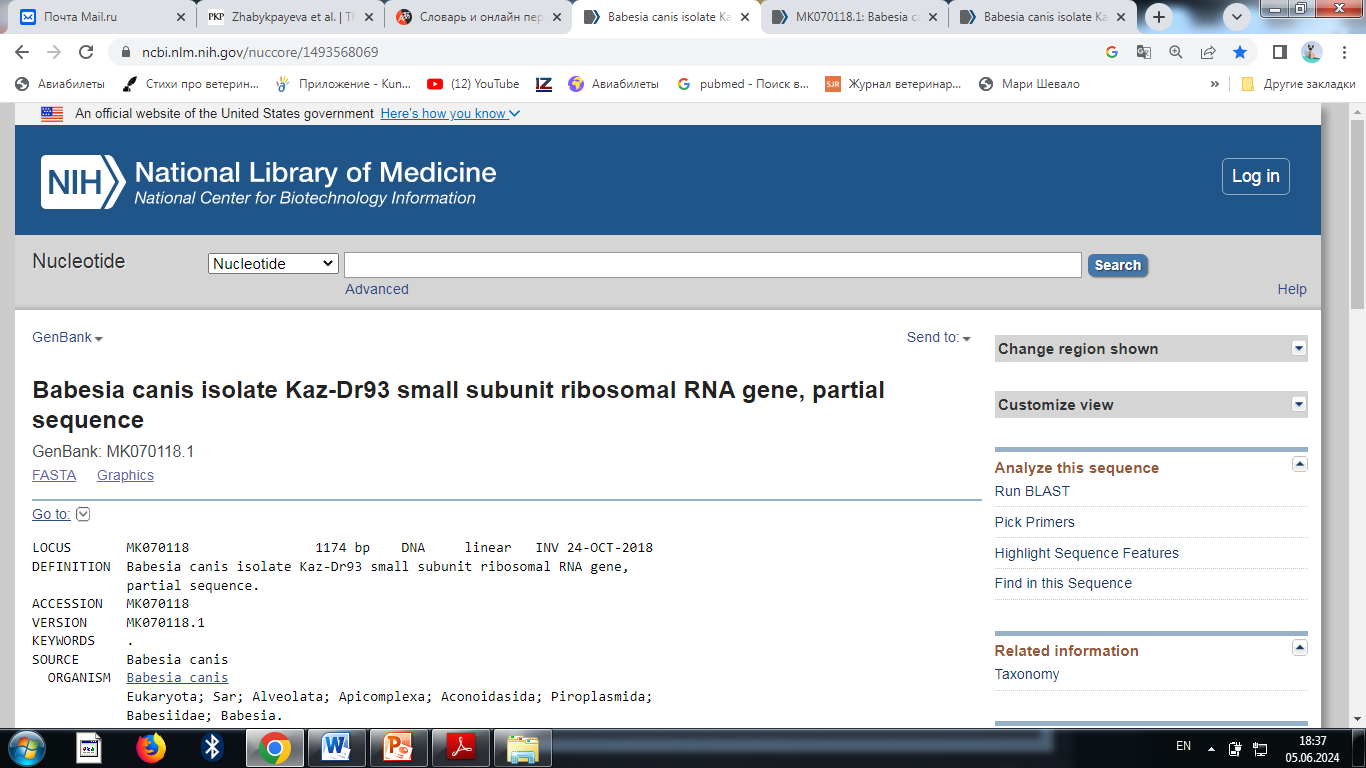 Почта Mail.ru
Zhabykpayeva et al. | Th
Словарь и онлайн пер
Babesia canis isolate Ka
MK070118.1: Babesia ca
Babesia canis isolate Ka
ncbi.nlm.nih.gov/nuccore/1493568069
Авиабилеты
Стихи про ветерин...
Приложение - Kun...
(12) YouTube
IZ
Авиабилеты
pubmed - Поиск в...
SJR
Журнал ветеринар...
Мари Шевало
»
Другие закладки
An official website of the United States government Here's how you know
NIH National Library of Medicine
National Center for Biotechnology Information
Log in
Nucleotide
Nucleotide
Search
Advanced
Help
GenBank
Send to:
Babesia canis isolate Kaz-Dr93 small subunit ribosomal RNA gene, partial
sequence
GenBank: MK070118.1
FASTA Graphics
Go to:
LOCUS MK070118 1174 bp DNA linear INV 24-OCT-2018
DEFINITION Babesia canis isolate Kaz-Dr93 small subunit ribosomal RNA gene,
partial sequence.
ACCESSION MK070118
VERSION MK070118.1
KEYWORDS .
SOURCE Babesia canis
ORGANISM Babesia canis
Eukaryota; Sar; Alveolata; Apicomplexa; Aconoidasida; Piroplasmida;
Babesiidae; Babesia.
Change region shown
Customize view
Analyze this sequence
Run BLAST
Pick Primers
Highlight Sequence Features
Find in this Sequence
Related information
Taxonomy
EN
18:37
05.06.2024